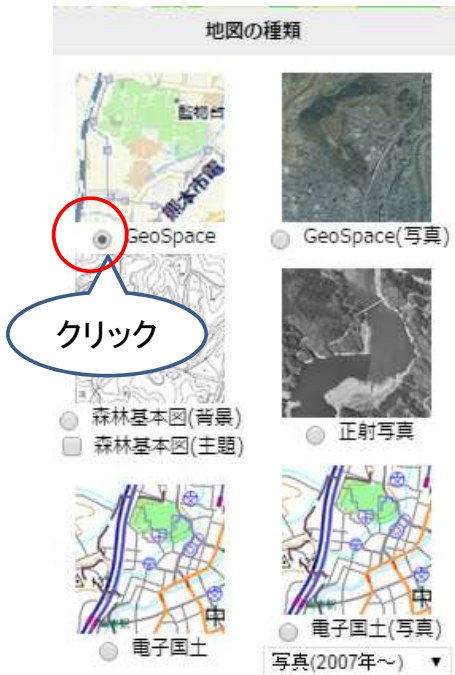 地図の種類
監物台
熊本市電
GeoSpace
GeoSpace(写真)
クリック
森林基本図(背景)
森林基本図(主題)
正射写真
中
中
電子国土
電子国土(写真)
写真(2007年~)